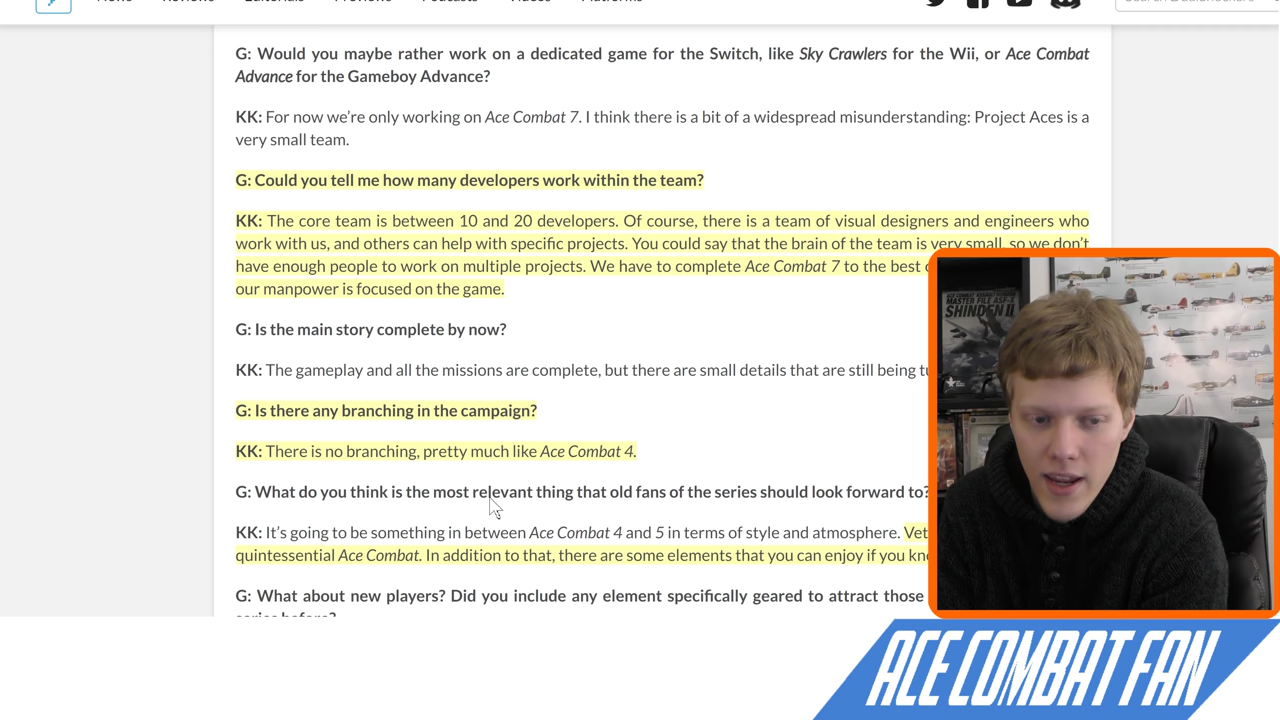 News Reviews Editorials Previews Podcasts Videos Platforms
G: Would you maybe rather work on a dedicated game for the Switch, like Sky Crawlers for the Wii, or Ace Combat
Advance for the Gameboy Advance?
KK: For now we're only working on Ace Combat 7. I think there is a bit of a widespread misunderstanding: Project Aces is a
very small team.
G: Could you tell me how many developers work within the team?
KK: The core team is between 10 and 20 developers. Of course, there is a team of visual designers and engineers who
work with us, and others can help with specific projects. You could say that the brain of the team is very small, so we don't
have enough people to work on multiple projects. We have to complete Ace Combat 7 to the best
our manpower is focused on the game.
G: Is the main story complete by now?
KK: The gameplay and all the missions are complete, but there are small details that are still being
G: Is there any branching in the campaign?
KK: There is no branching, pretty much like Ace Combat 4.
G: What do you think is the most relevant thing that old fans of the series should look forward to?
KK: It's going to be something in between Ace Combat 4 and 5 in terms of style and atmosphere.
quintessential Ace Combat. In addition to that, there are some elements that you can enjoy if you
G: What about new players? Did you include any element specifically geared to attract those
series before?
MASTER FILE
SHINDEN II
ACE COMBAT FAN